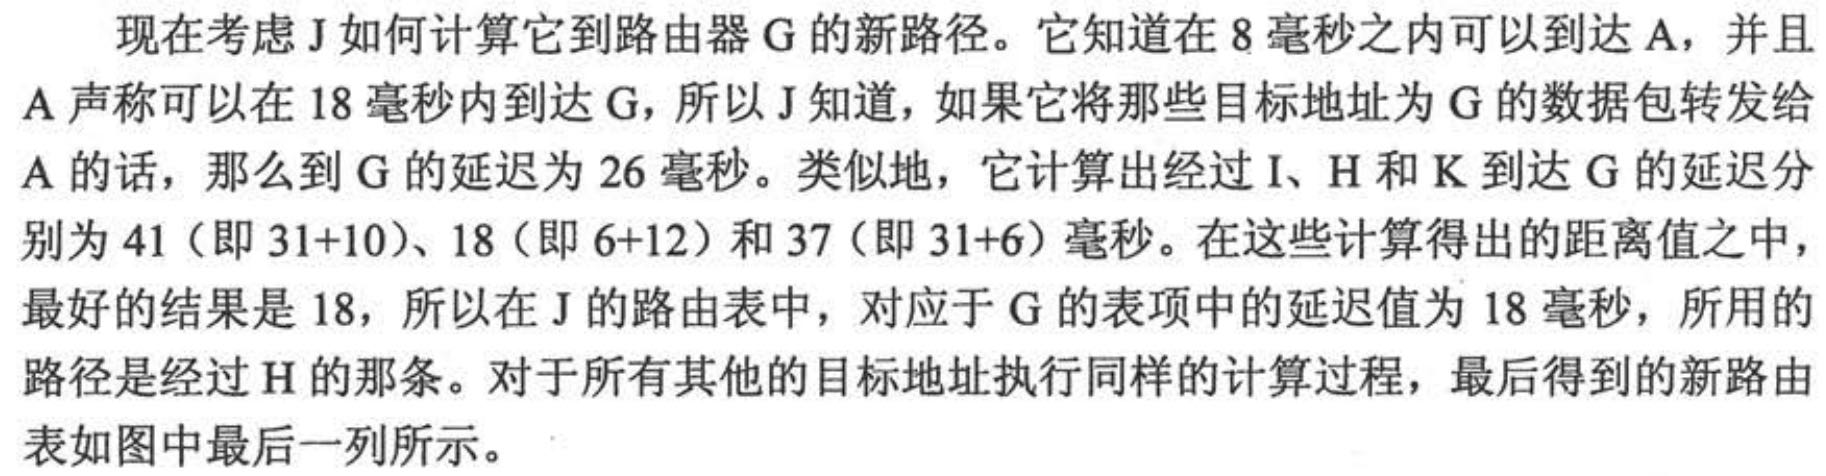 现在考虑 J 如何计算它到路由器 G 的新路径。它知道在 8 毫秒之内可以到达 A，并且
A 声称可以在 18 毫秒内到达 G，所以 J 知道，如果它将那些目标地址为 G 的数据包转发给
A 的话，那么到 G 的延迟为 26 毫秒。类似地，它计算出经过 I、H 和 K 到达 G 的延迟分
别为 41（即 31+10）、18（即 6+12）和 37（即 31+6）毫秒。在这些计算得出的距离值之中，
最好的结果是 18，所以在 J 的路由表中，对应于 G 的表项中的延迟值为 18 毫秒，所用的
路径是经过 H 的那条。对于所有其他的目标地址执行同样的计算过程，最后得到的新路由
表如图中最后一列所示。